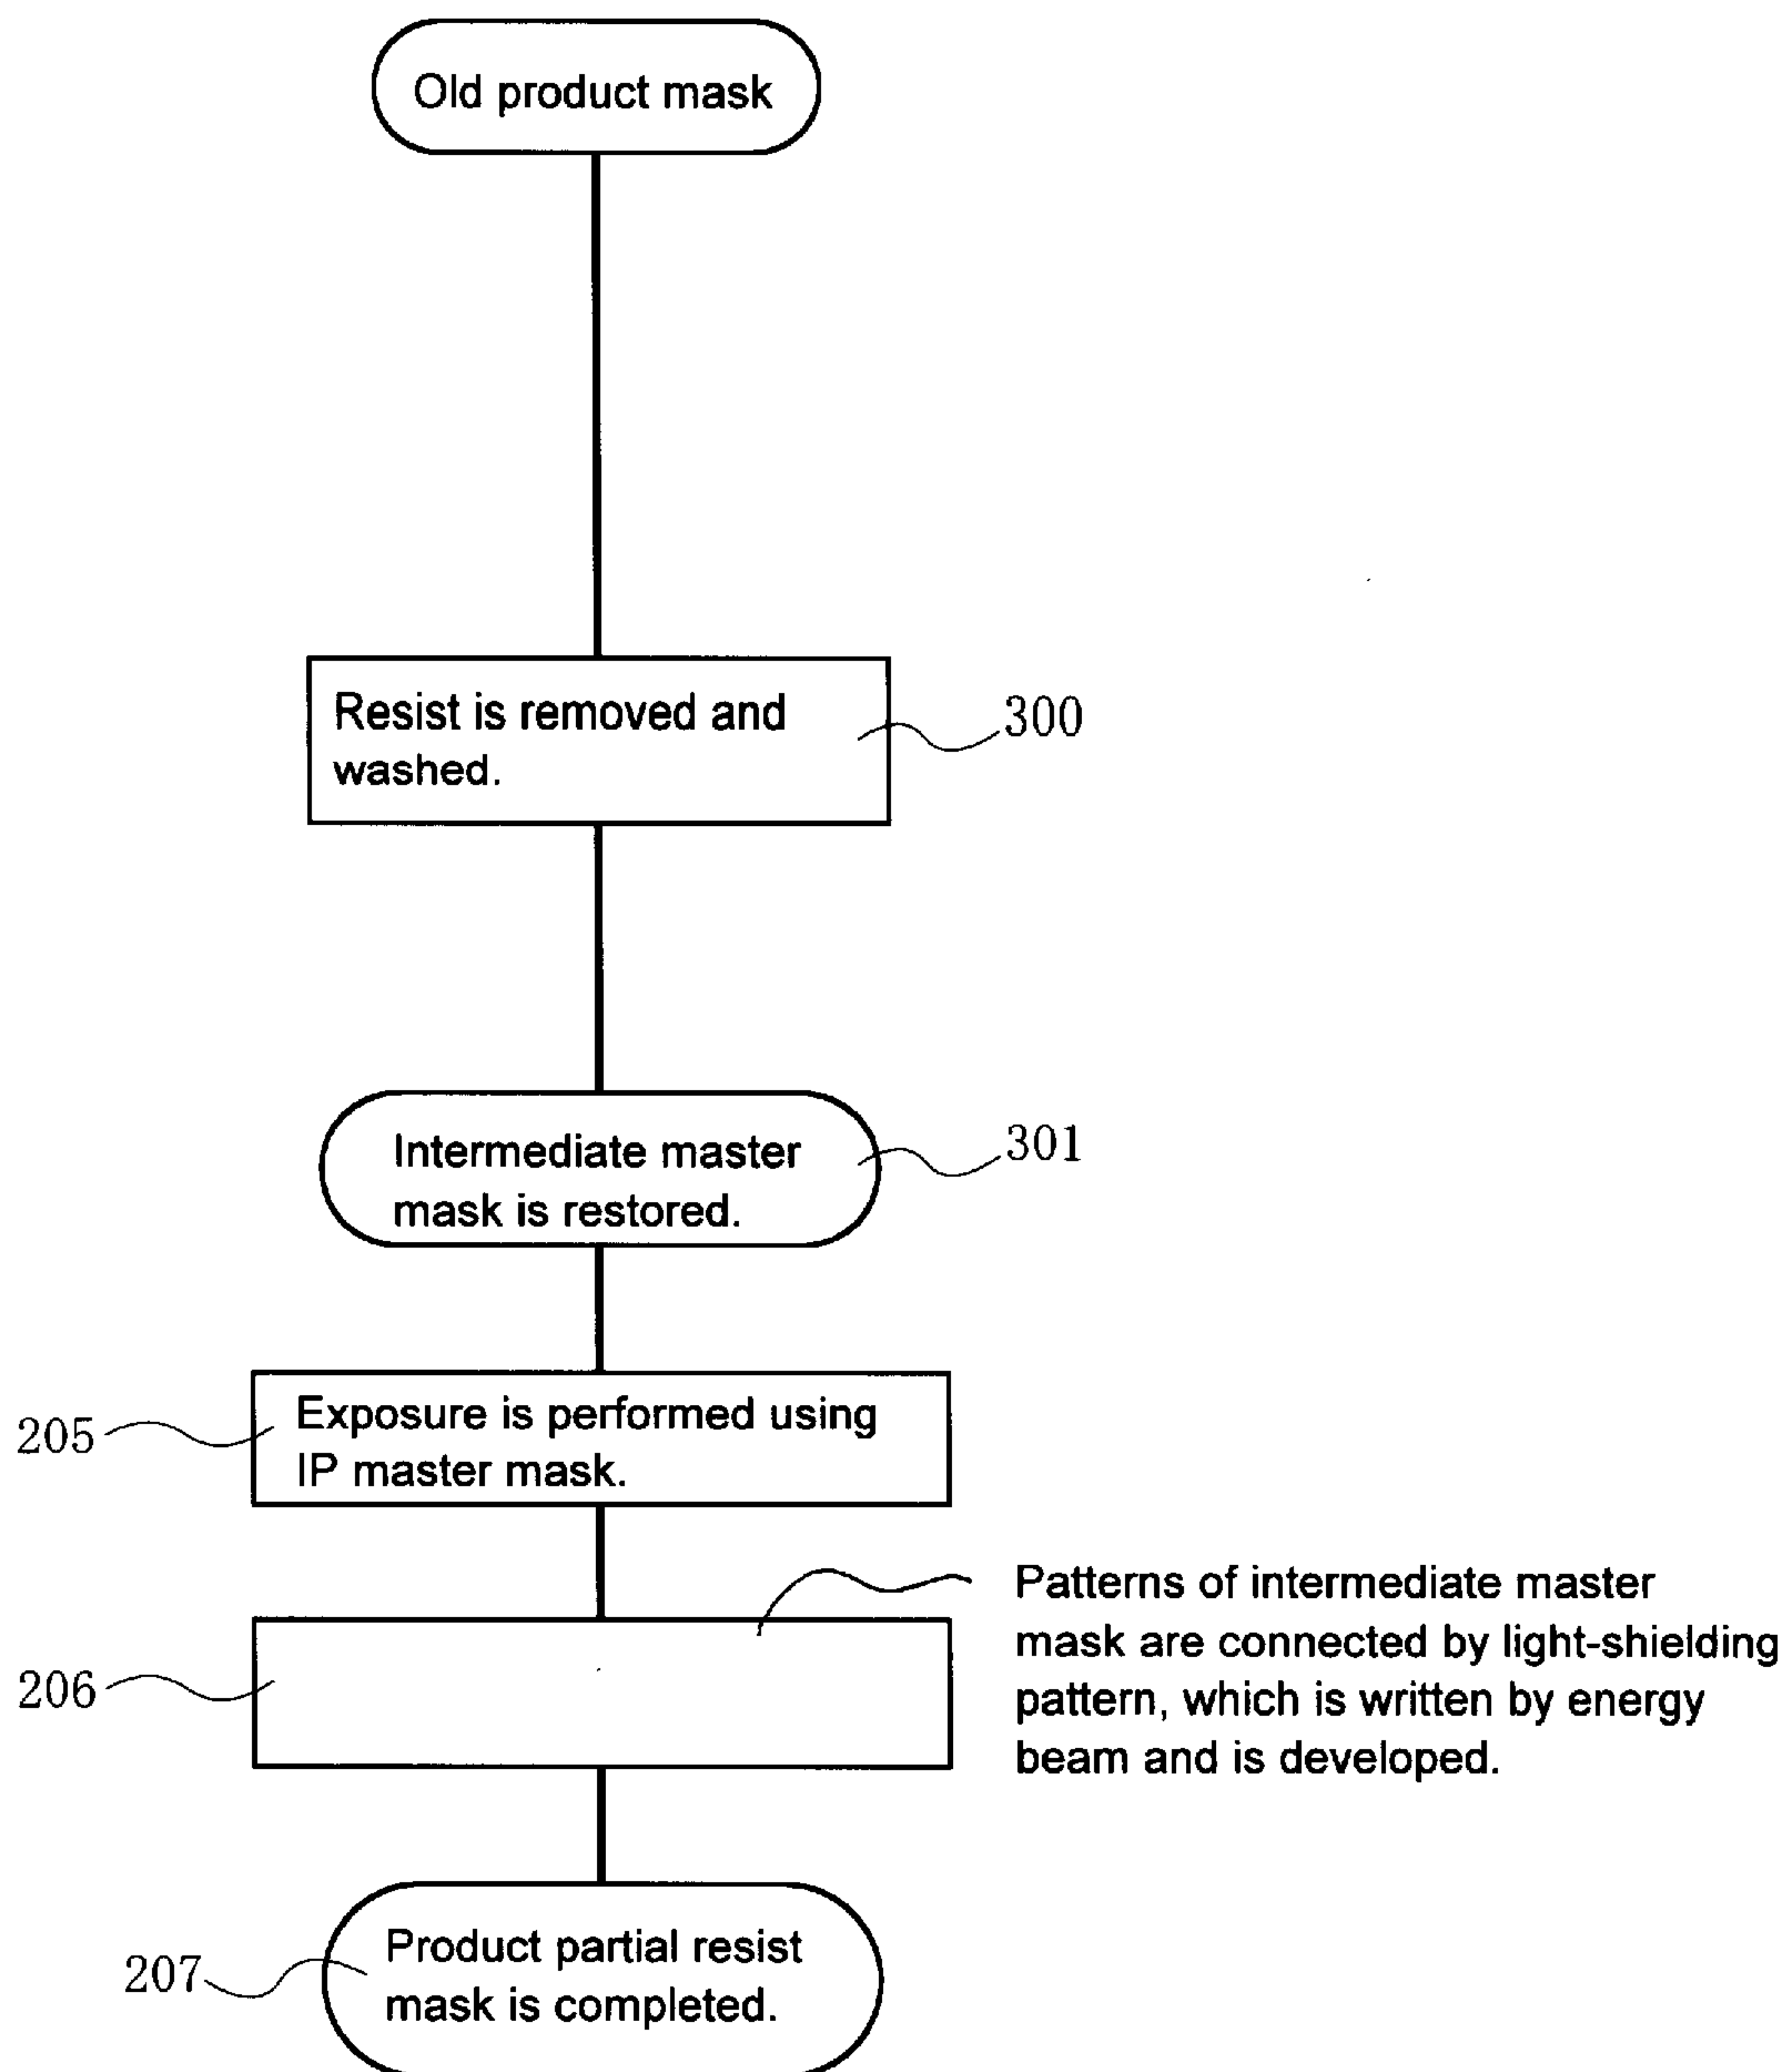 Old product mask
Resist is removed and
washed.
300
Intermediate master
mask is restored.
301
205
Exposure is performed using
IP master mask.
206
Patterns of intermediate master
mask are connected by light-shielding
pattern, which is written by energy
beam and is developed.
207
Product partial resist
mask is completed.